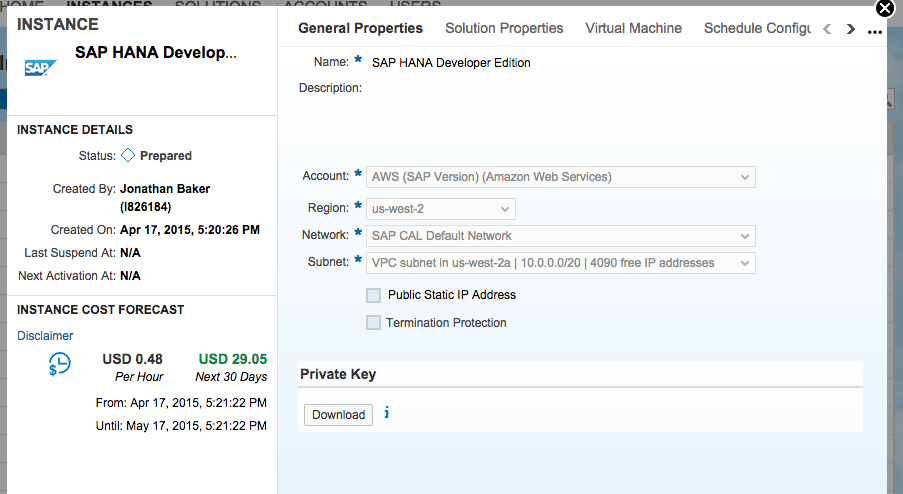 HOME INSTANCES SOLUTIONS ACCOUNTS USERS
INSTANCE
SAP
SAP HANA Develop...
INSTANCE DETAILS
Status: Prepared
Created By: Jonathan Baker
(I826184)
Created On: Apr 17, 2015, 5:20:26 PM
Last Suspend At: N/A
Next Activation At: N/A
INSTANCE COST FORECAST
Disclaimer
$
USD 0.48 USD 29.05
Per Hour Next 30 Days
From: Apr 17, 2015, 5:21:22 PM
Until: May 17, 2015, 5:21:22 PM
General Properties Solution Properties Virtual Machine Schedule Configu < > ...
Name: * SAP HANA Developer Edition
Description:
Account: * AWS (SAP Version) (Amazon Web Services)
Region: * us-west-2
Network: * SAP CAL Default Network
Subnet: * VPC subnet in us-west-2a | 10.0.0.0/20 | 4090 free IP addresses
Public Static IP Address
Termination Protection
Private Key
Download i